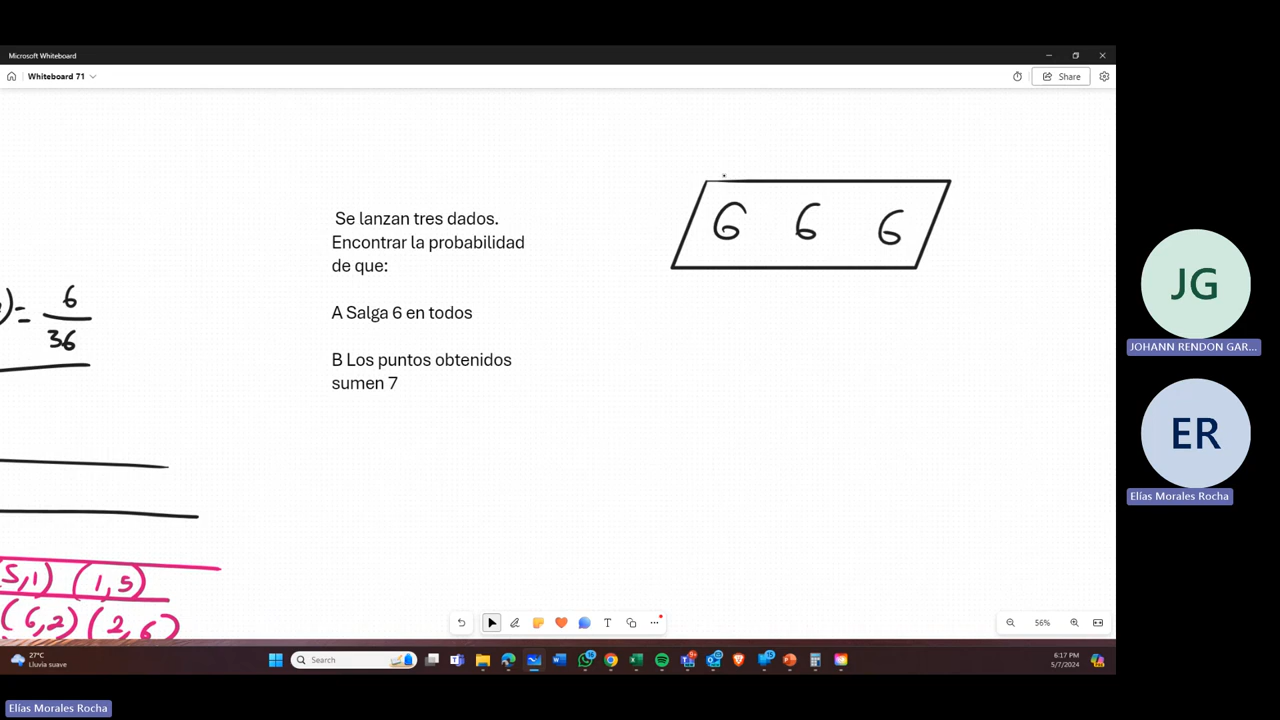 Microsoft Whiteboard
Whiteboard 71
Share
Se lanzan tres dados.
Encontrar la probabilidad
de que:
A Salga 6 en todos
B Los puntos obtenidos
sumen 7
6 6 6
)= 6
36
5,1) (1,5)
(6,2) (2,6)
JG
JOHANN RENDON GAR...
ER
Elías Morales Rocha
56%
27°C
Lluvia suave
Search
6:17 PM
5/7/2024
Elías Morales Rocha